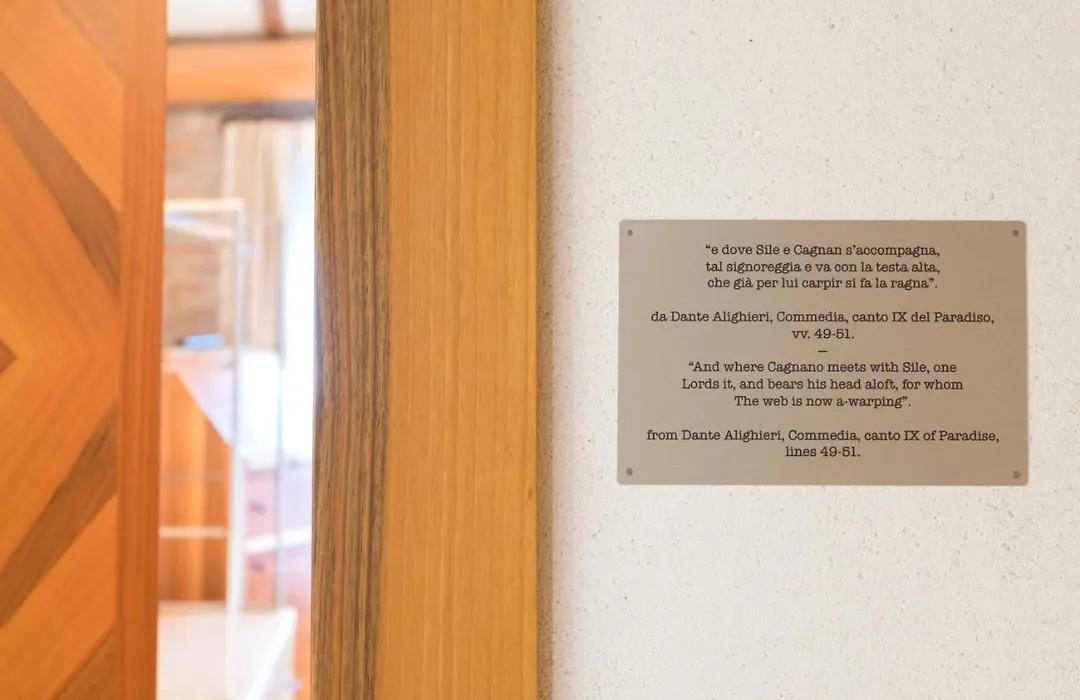 “e dove Sile e Cagnan s’accompagna,
tal signoreggia e va con la testa alta,
che già per lui carpir si fa la ragna”.
da Dante Alighieri, Commedia, canto IX del Paradiso,
vv. 49-51.
—
“And where Cagnano meets with Sile, one
Lords it, and bears his head aloft, for whom
The web is now a-warping”.
from Dante Alighieri, Commedia, canto IX of Paradise,
lines 49-51.